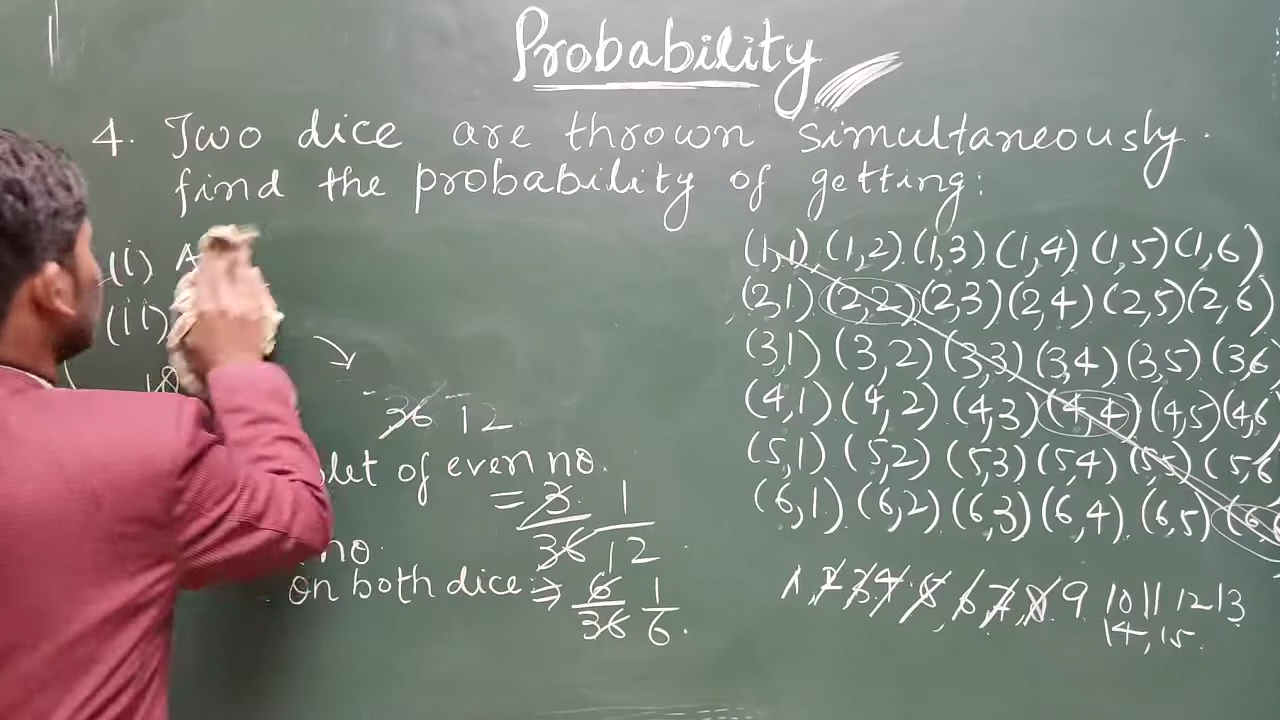 Probability
4. Two dice are thrown simultaneously.
find the probability of getting:
(i) A
(ii)
(1,1) (1,2) (1,3) (1,4) (1,5) (1,6)
(2,1) (2,2) (2,3) (2,4) (2,5) (2,6)
(3,1) (3,2) (3,3) (3,4) (3,5) (3,6
(4,1) (4,2) (4,3) (4,4) (4,5) (4,6
(5,1) (5,2) (5,3) (5,4) (5,5) (5,6
(6,1) (6,2) (6,3) (6,4) (6,5) (6,6
18
36 12
let of even no.
= 3/36 1/12
no.
on both dice ⇒ 6/36 1/6.
1, 2 3 4, 5, 6, 7, 8 9 10 11 12 13
14, 15.